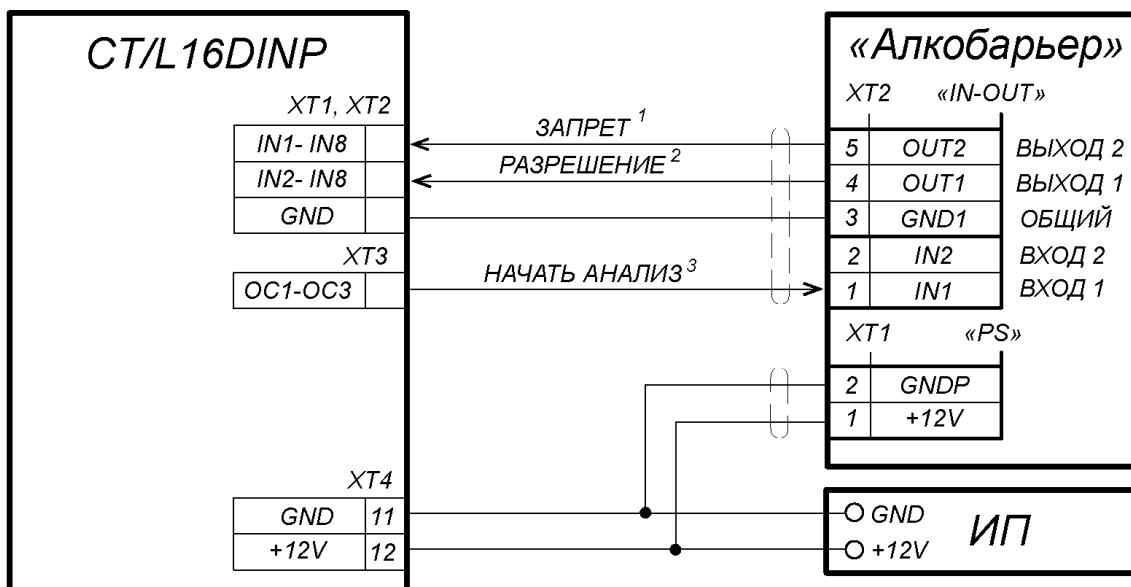 CT/L16DINP
«Алкобарьер»
XT1, XT2
IN1- IN8
IN2- IN8
GND
XT3
OC1-OC3
XT4
GND 11
+12V 12
ЗАПРЕТ 1
РАЗРЕШЕНИЕ 2
НАЧАТЬ АНАЛИЗ 3
XT2 «IN-OUT»
5 OUT2 ВЫХОД 2
4 OUT1 ВЫХОД 1
3 GND1 ОБЩИЙ
2 IN2 ВХОД 2
1 IN1 ВХОД 1
XT1 «PS»
2 GNDP
1 +12V
GND
+12V
ИП